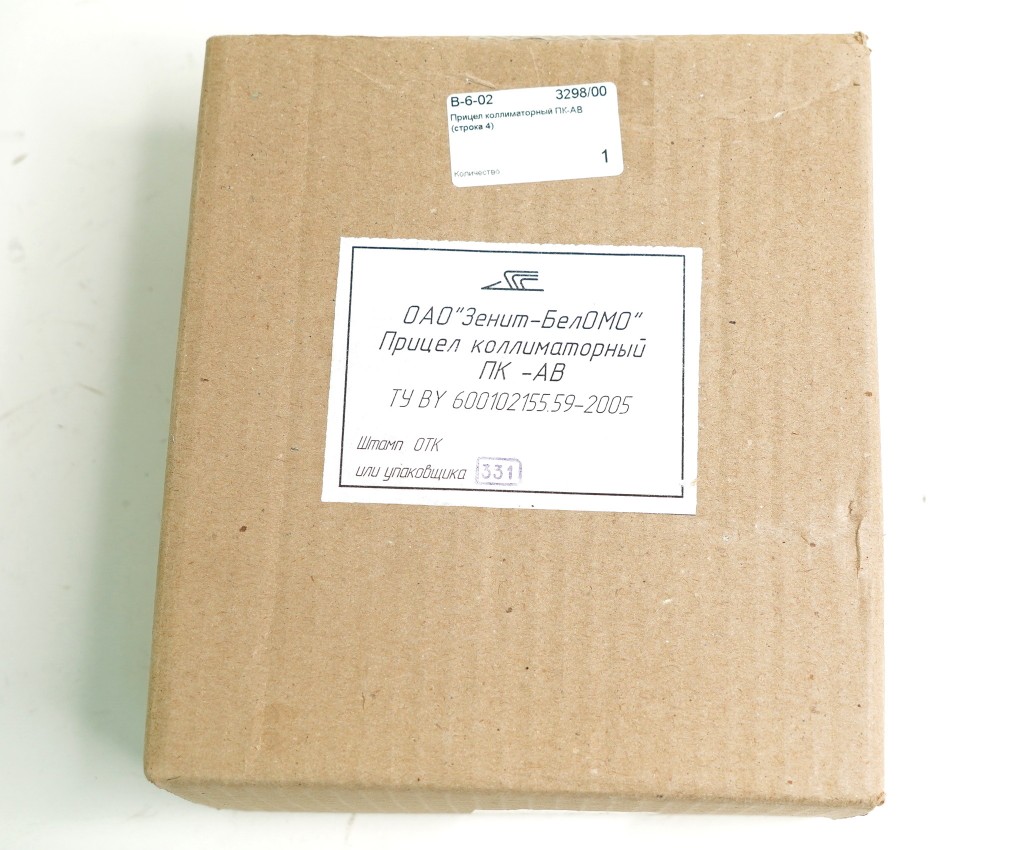 В-6-02 3298/00
Прицел коллиматорный ПК-АВ
(строка 4)
1
Количество
ОАО"Зенит-БелОМО"
Прицел коллиматорный
ПК -АВ
ТУ BY 600102155.59-2005
Штамп ОТК
или упаковщика 331